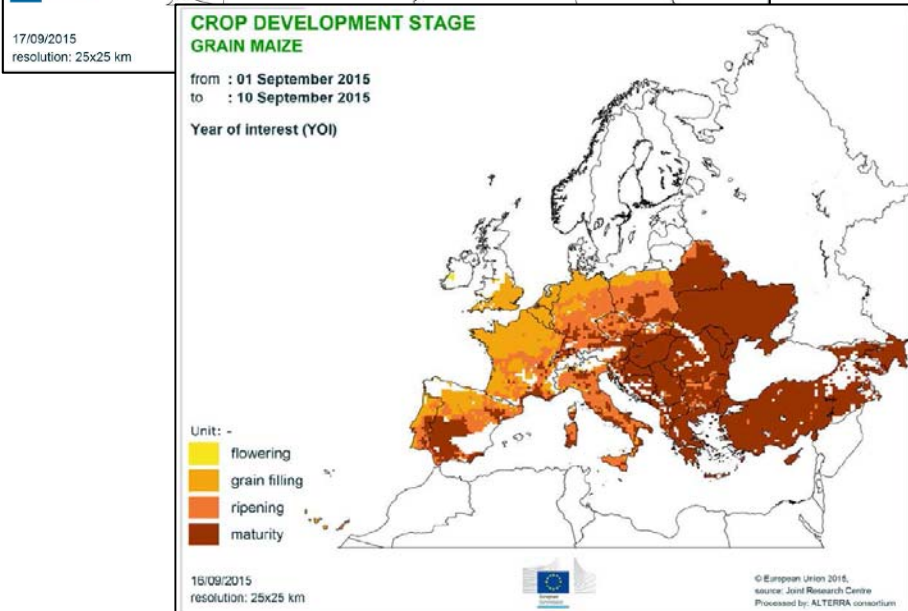 17/09/2015
resolution: 25x25 km
CROP DEVELOPMENT STAGE
GRAIN MAIZE
from : 01 September 2015
to : 10 September 2015
Year of interest (YOI)
Unit: -
flowering
grain filling
ripening
maturity
16/09/2015
resolution: 25x25 km
European
Commission
© European Union 2015,
source: Joint Research Centre
Processed by: ALTERRA consortium